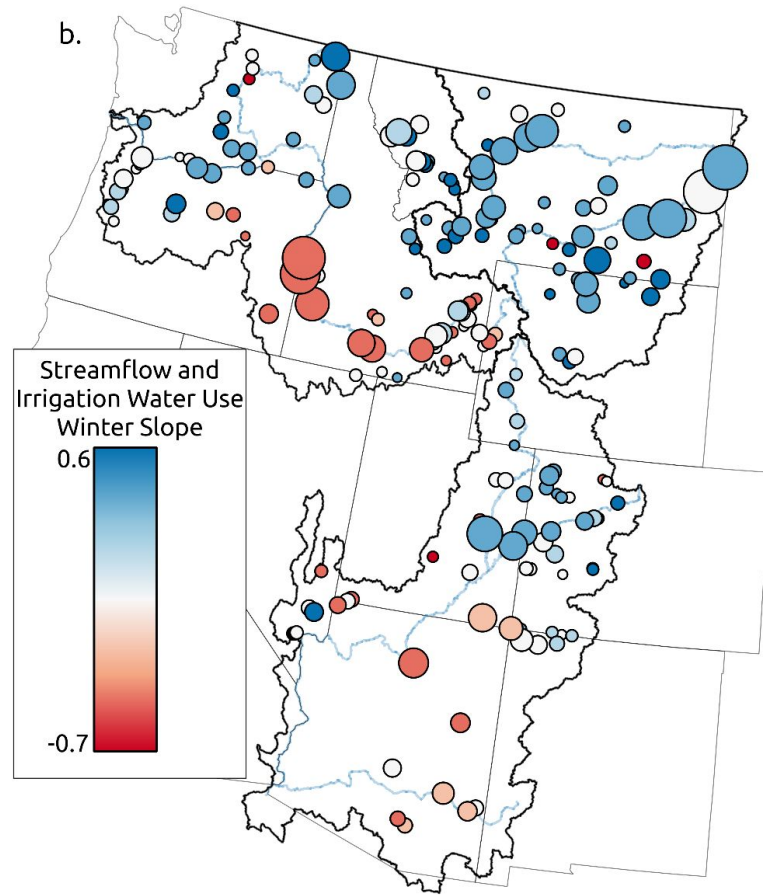 b.
Streamflow and
Irrigation Water Use
Winter Slope
0.6
-0.7